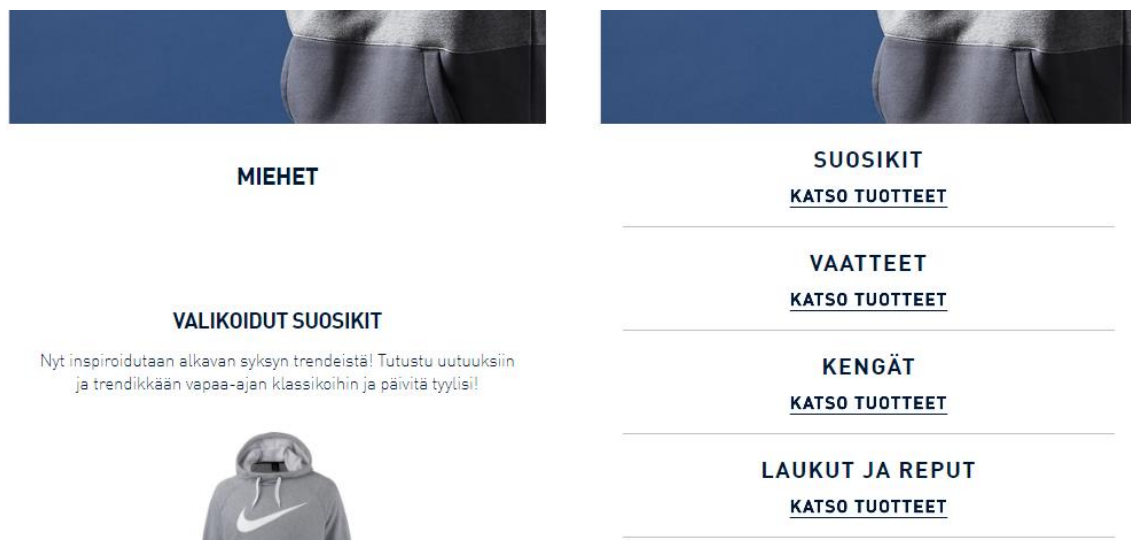 MIEHET
VALIKOIDUT SUOSIKIT
Nyt inspiroidutaan alkavan syksyn trendeistä! Tutustu uutuuksiin
ja trendikkään vapaa-ajan klassikoihin ja päivitä tyylisi!
SUOSIKIT
KATSO TUOTTEET
VAATTEET
KATSO TUOTTEET
KENGÄT
KATSO TUOTTEET
LAUKUT JA REPUT
KATSO TUOTTEET